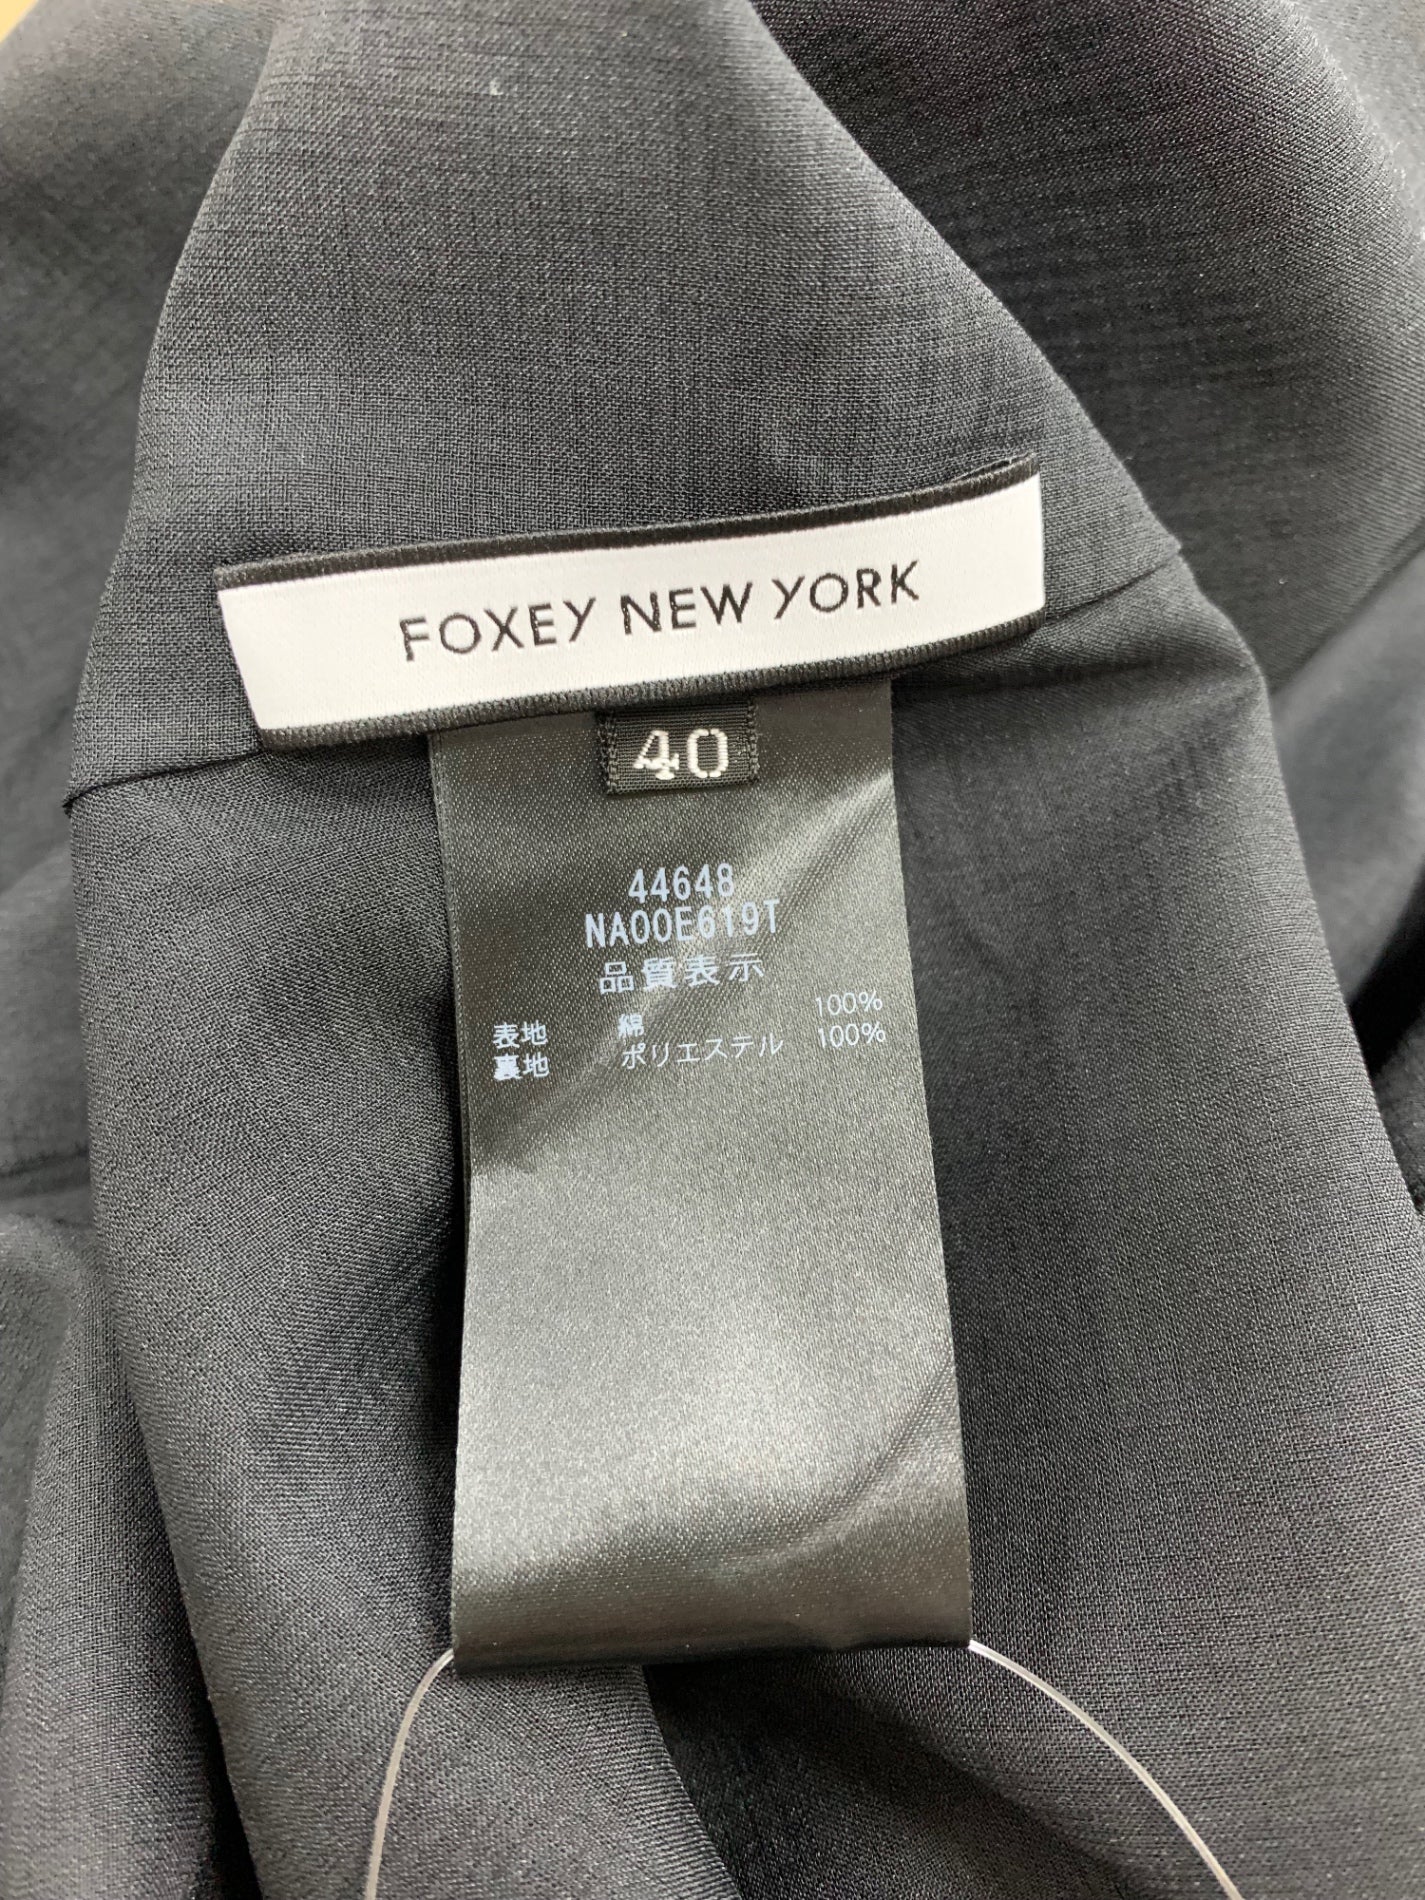 FOXEY NEW YORK
40
44648
NA00E619T
品質表示
表地 綿 100%
裏地 ポリエステル 100%